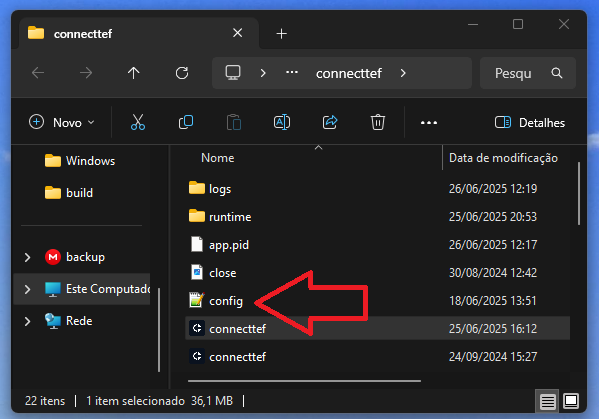 connecttef
connecttef
Pesqu
Novo
Detalhes
Nome
Data de modificação
Windows
build
backup
Este Computado
Rede
logs
26/06/2025 12:19
runtime
25/06/2025 20:53
app.pid
26/06/2025 12:17
close
30/08/2024 12:42
config
18/06/2025 13:51
connecttef
25/06/2025 16:12
connecttef
24/09/2024 15:27
22 itens
1 item selecionado 36,1 MB